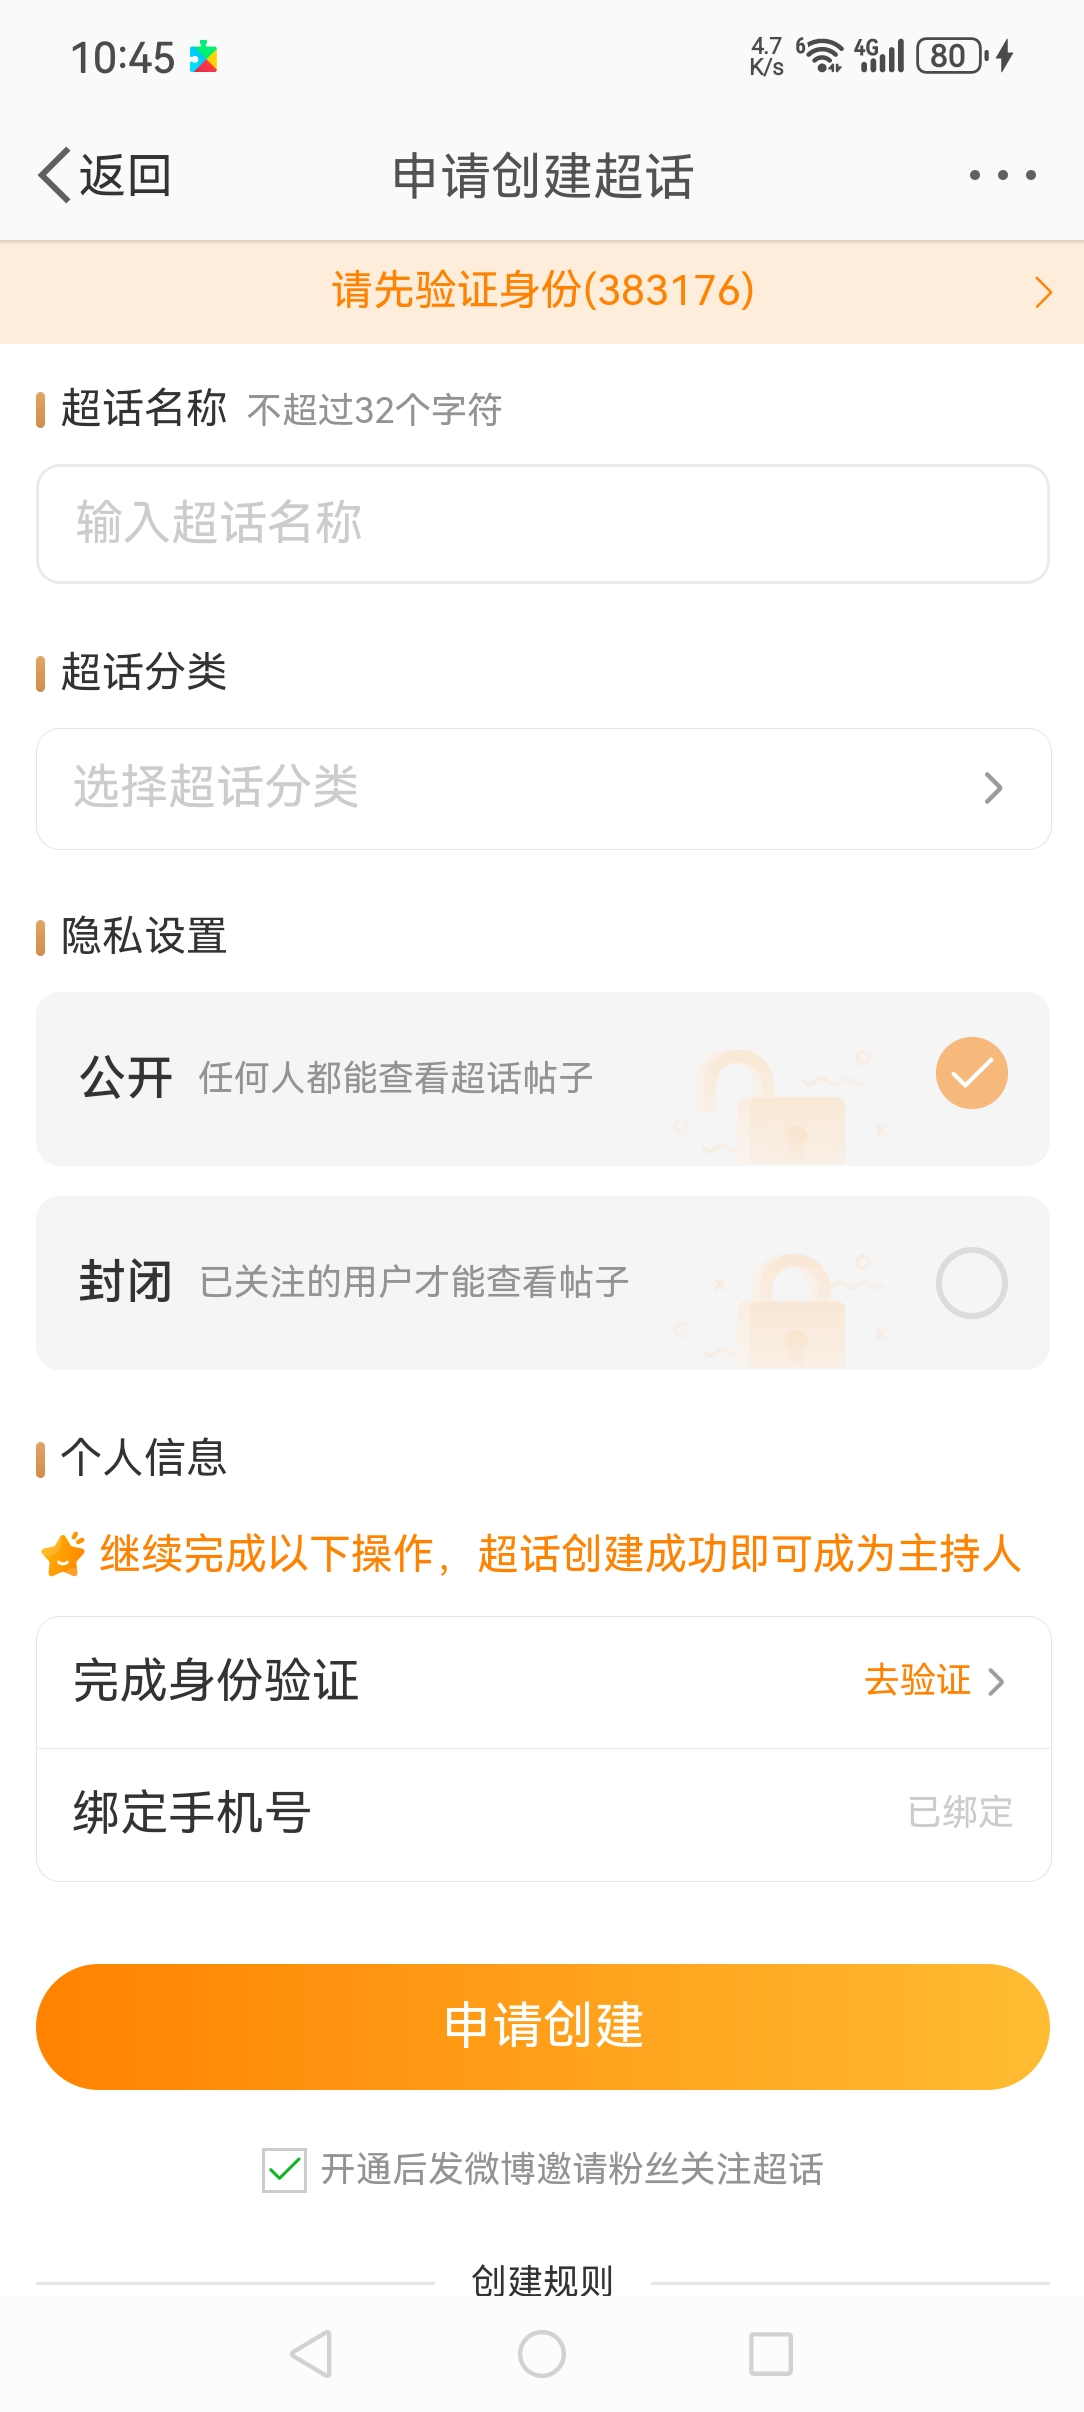 10:45
4.7 K/s 6 4G 80
返回
申请创建超话
请先验证身份(383176)
超话名称 不超过32个字符
输入超话名称
超话分类
选择超话分类
隐私设置
公开 任何人都能查看超话帖子
封闭 已关注的用户才能查看帖子
个人信息
继续完成以下操作，超话创建成功即可成为主持人
完成身份验证 去验证
绑定手机号 已绑定
申请创建
开通后发微博邀请粉丝关注超话
创建规则